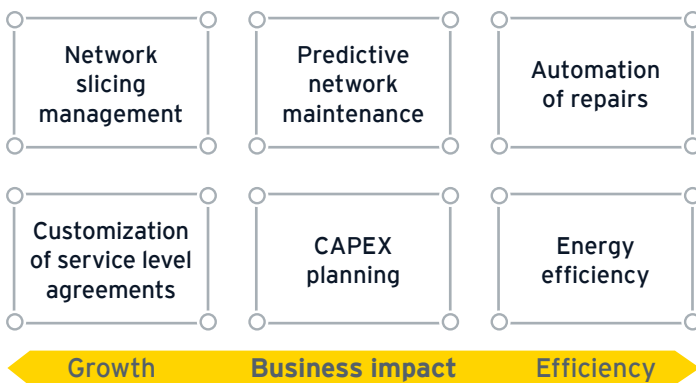 Network
slicing
management
Predictive
network
maintenance
Automation
of repairs
Customization
of service level
agreements
CAPEX
planning
Energy
efficiency
Growth
Business impact
Efficiency